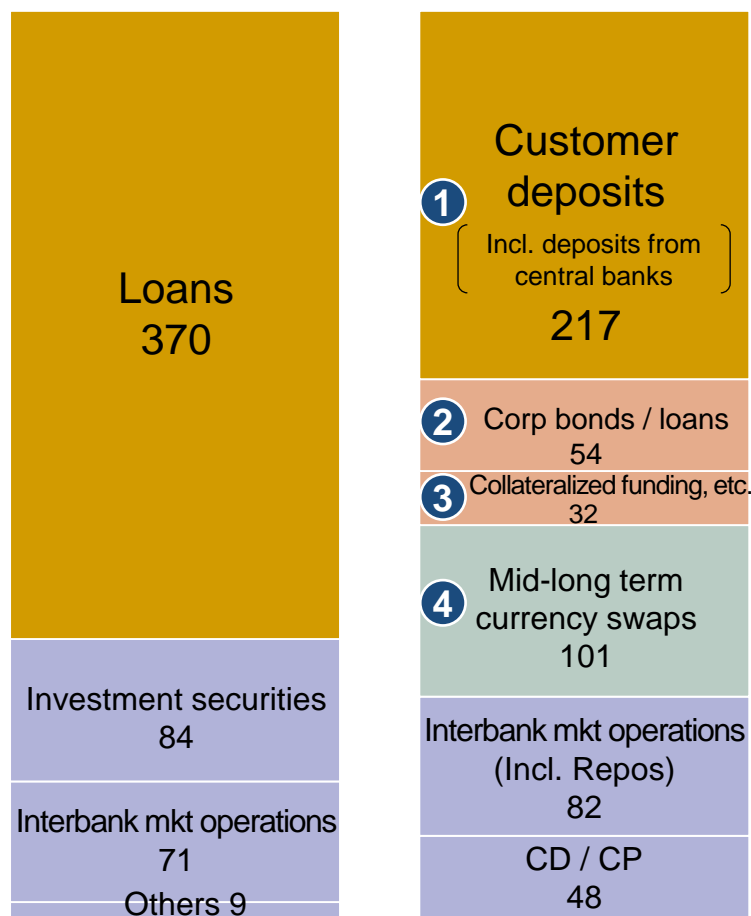 Loans
370
Investment securities
84
Interbank mkt operations
71
Others 9
Customer
deposits
1
Incl. deposits from
central banks
217
2 Corp bonds / loans
54
3 Collateralized funding, etc.
32
Mid-long term
4 currency swaps
101
Interbank mkt operations
(Incl. Repos)
82
CD / CP
48